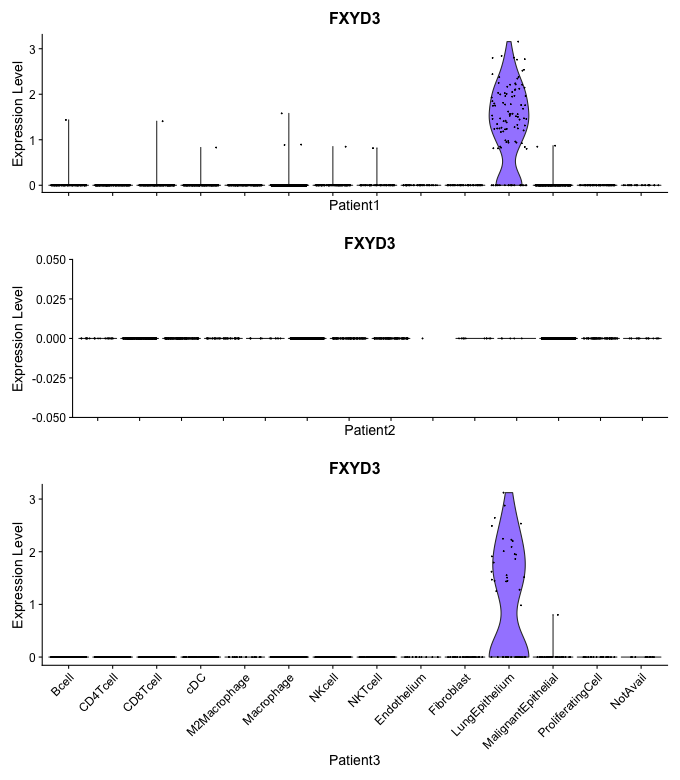 FXYD3
Expression Level
3
2
1
0
Patient1
FXYD3
Expression Level
0.050
0.025
0.000
-0.025
-0.050
Patient2
FXYD3
Expression Level
3
2
1
0
Bcell
CD4Tcell
CD8Tcell
cDC
M2Macrophage
Macrophage
NKcell
NKTcell
Endothelium
Fibroblast
LungEpithelium
MalignantEpithelial
ProliferatingCell
NotAvail
Patient3